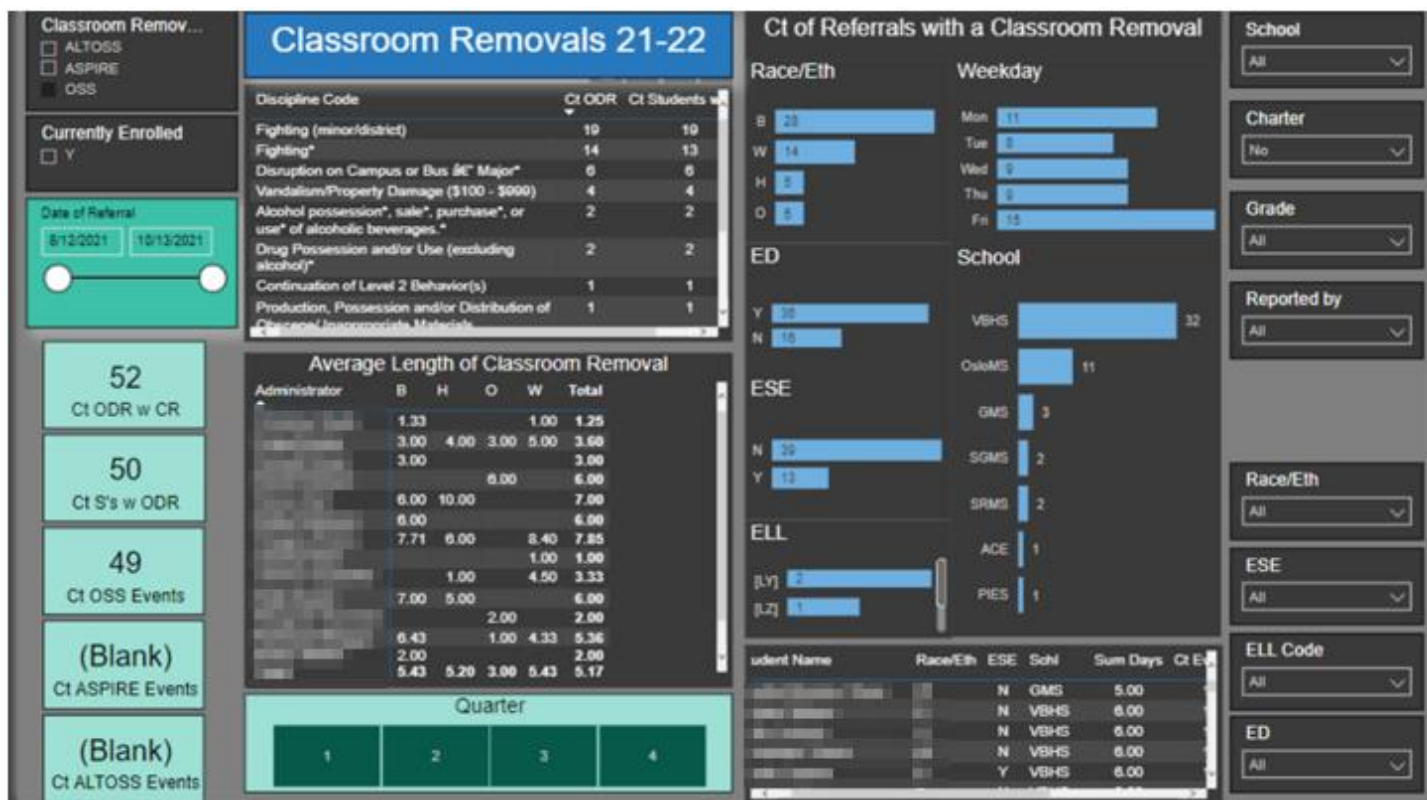 Classroom Remov...
ALTOSS
ASPIRE
OSS
Currently Enrolled
Y
Date of Referral
8/12/2021 10/13/2021
52
Ct ODR w CR
50
Ct S's w ODR
49
Ct OSS Events
(Blank)
Ct ASPIRE Events
(Blank)
Ct ALTOSS Events
Classroom Removals 21-22
Discipline Code Ct ODR Ct Students w
Fighting (minor/district) 19 19
Fighting* 14 13
Disruption on Campus or Bus â€" Major* 6 6
Vandalism/Property Damage ($100 - $999) 4 4
Alcohol possession*, sale*, purchase*, or 2 2
use* of alcoholic beverages.*
Drug Possession and/or Use (excluding 2 2
alcohol)*
Continuation of Level 2 Behavior(s) 1 1
Production, Possession and/or Distribution of 1 1
Obscene/ Inappropriate Materials
Average Length of Classroom Removal
Administrator B H O W Total
1.33 1.00 1.25
3.00 4.00 3.00 5.00 3.60
3.00 3.00
6.00 6.00
6.00 10.00 7.00
6.00 6.00
7.71 6.00 8.40 7.85
1.00 1.00
1.00 4.50 3.33
7.00 5.00 6.00
2.00 2.00
6.43 1.00 4.33 5.36
2.00 2.00
5.43 5.20 3.00 5.43 5.17
Quarter
1 2 3 4
Ct of Referrals with a Classroom Removal
Race/Eth
B 28
W 14
H 5
O 5
ED
Y 36
N 16
ESE
N 39
Y 13
ELL
[LY] 2
[LZ] 1
Weekday
Mon 11
Tue 8
Wed 9
Thu 9
Fri 15
School
VBHS 32
OsloMS 11
GMS 3
SGMS 2
SRMS 2
ACE 1
PIES 1
udent Name Race/Eth ESE Schl Sum Days Ct Ev
N GMS 5.00
N VBHS 6.00
N VBHS 6.00
N VBHS 6.00
Y VBHS 6.00
School
All
Charter
No
Grade
All
Reported by
All
Race/Eth
All
ESE
All
ELL Code
All
ED
All